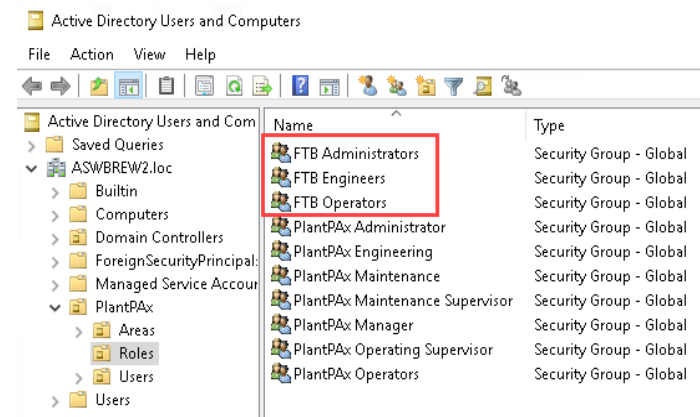 Active Directory Users and Computers
File Action View Help
Active Directory Users and Com
Saved Queries
ASWBREW2.loc
Builtin
Computers
Domain Controllers
ForeignSecurityPrincipal:
Managed Service Accour
PlantPAx
Areas
Roles
Users
Users
Name Type
FTB Administrators Security Group - Global
FTB Engineers Security Group - Global
FTB Operators Security Group - Global
PlantPAx Administrator Security Group - Global
PlantPAx Engineering Security Group - Global
PlantPAx Maintenance Security Group - Global
PlantPAx Maintenance Supervisor Security Group - Global
PlantPAx Manager Security Group - Global
PlantPAx Operating Supervisor Security Group - Global
PlantPAx Operators Security Group - Global